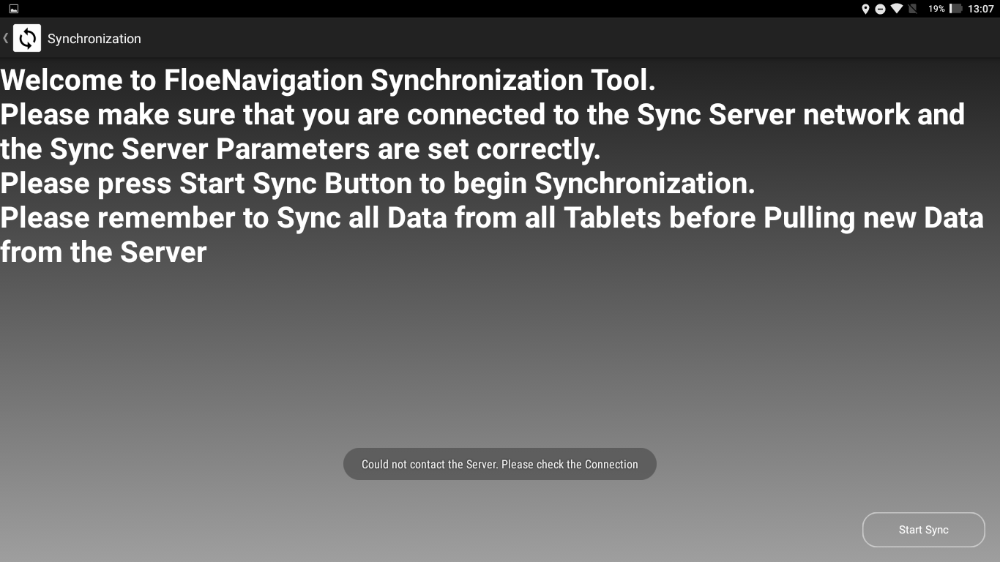 19% 13:07
Synchronization
Welcome to FloeNavigation Synchronization Tool.
Please make sure that you are connected to the Sync Server network and
the Sync Server Parameters are set correctly.
Please press Start Sync Button to begin Synchronization.
Please remember to Sync all Data from all Tablets before Pulling new Data
from the Server
Could not contact the Server. Please check the Connection
Start Sync